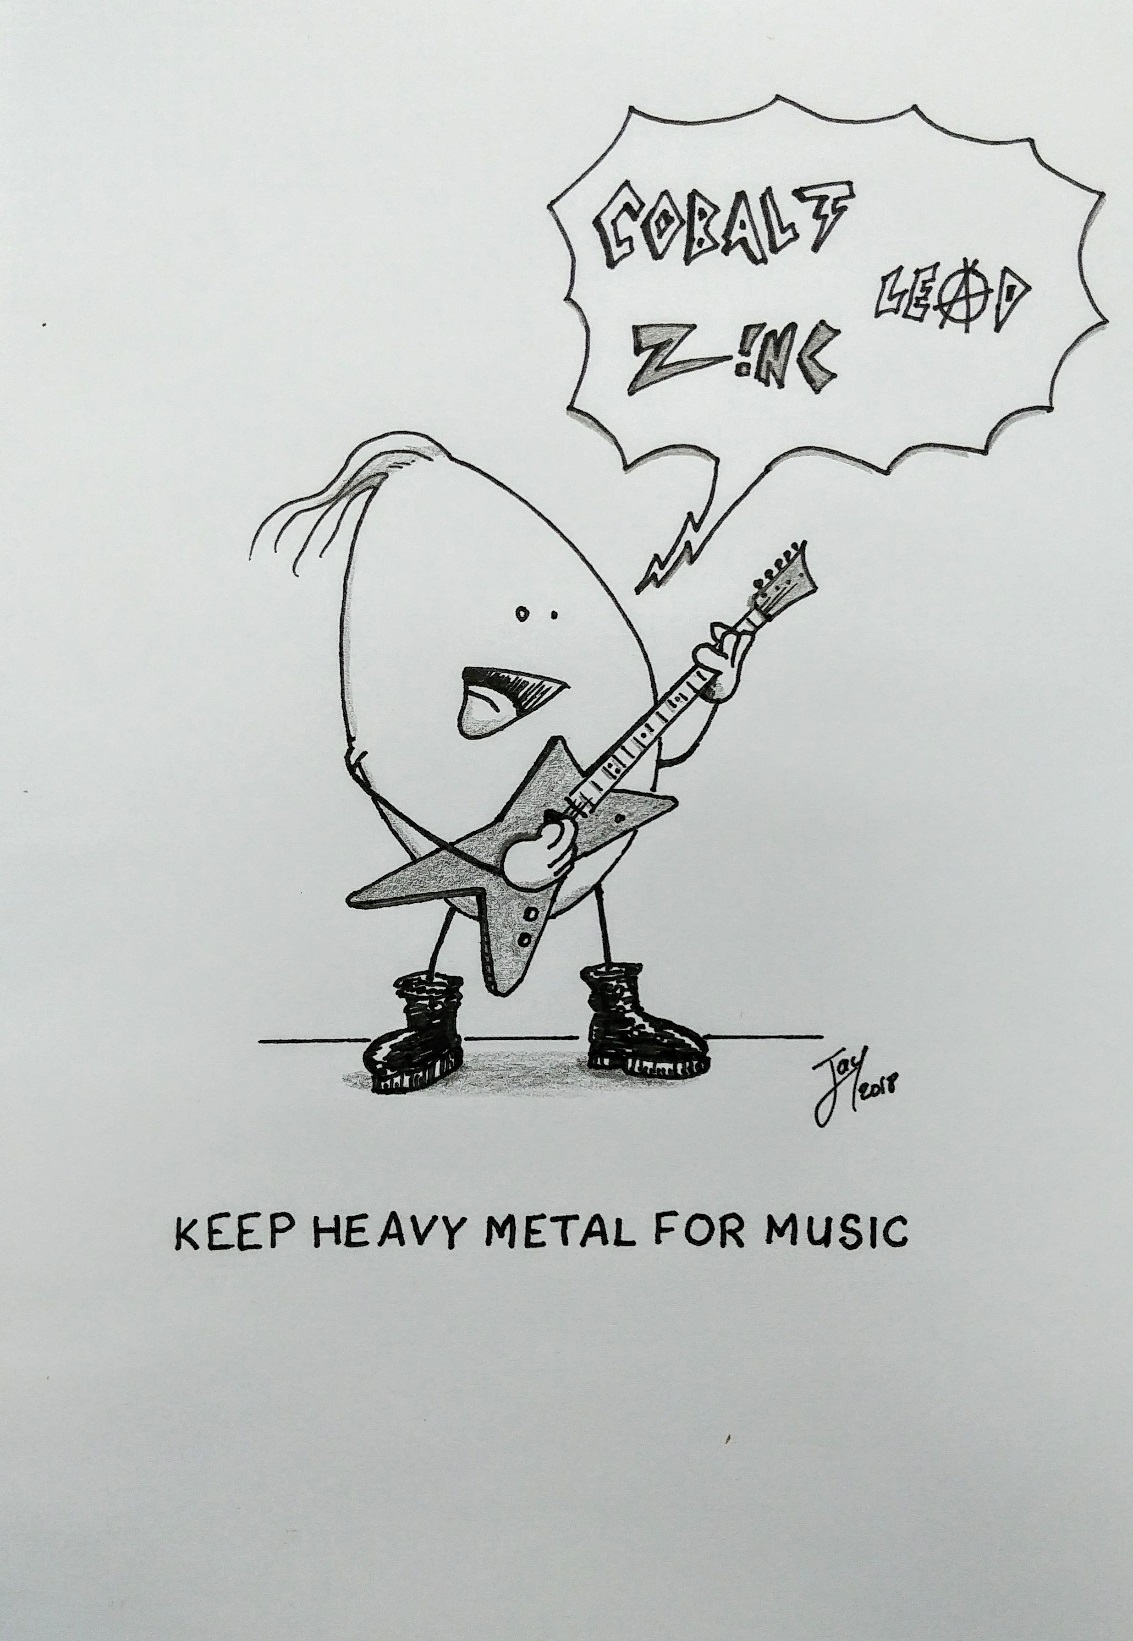 COBALT
LEAD
Z!NC
Jay
2018
KEEP HEAVY METAL FOR MUSIC